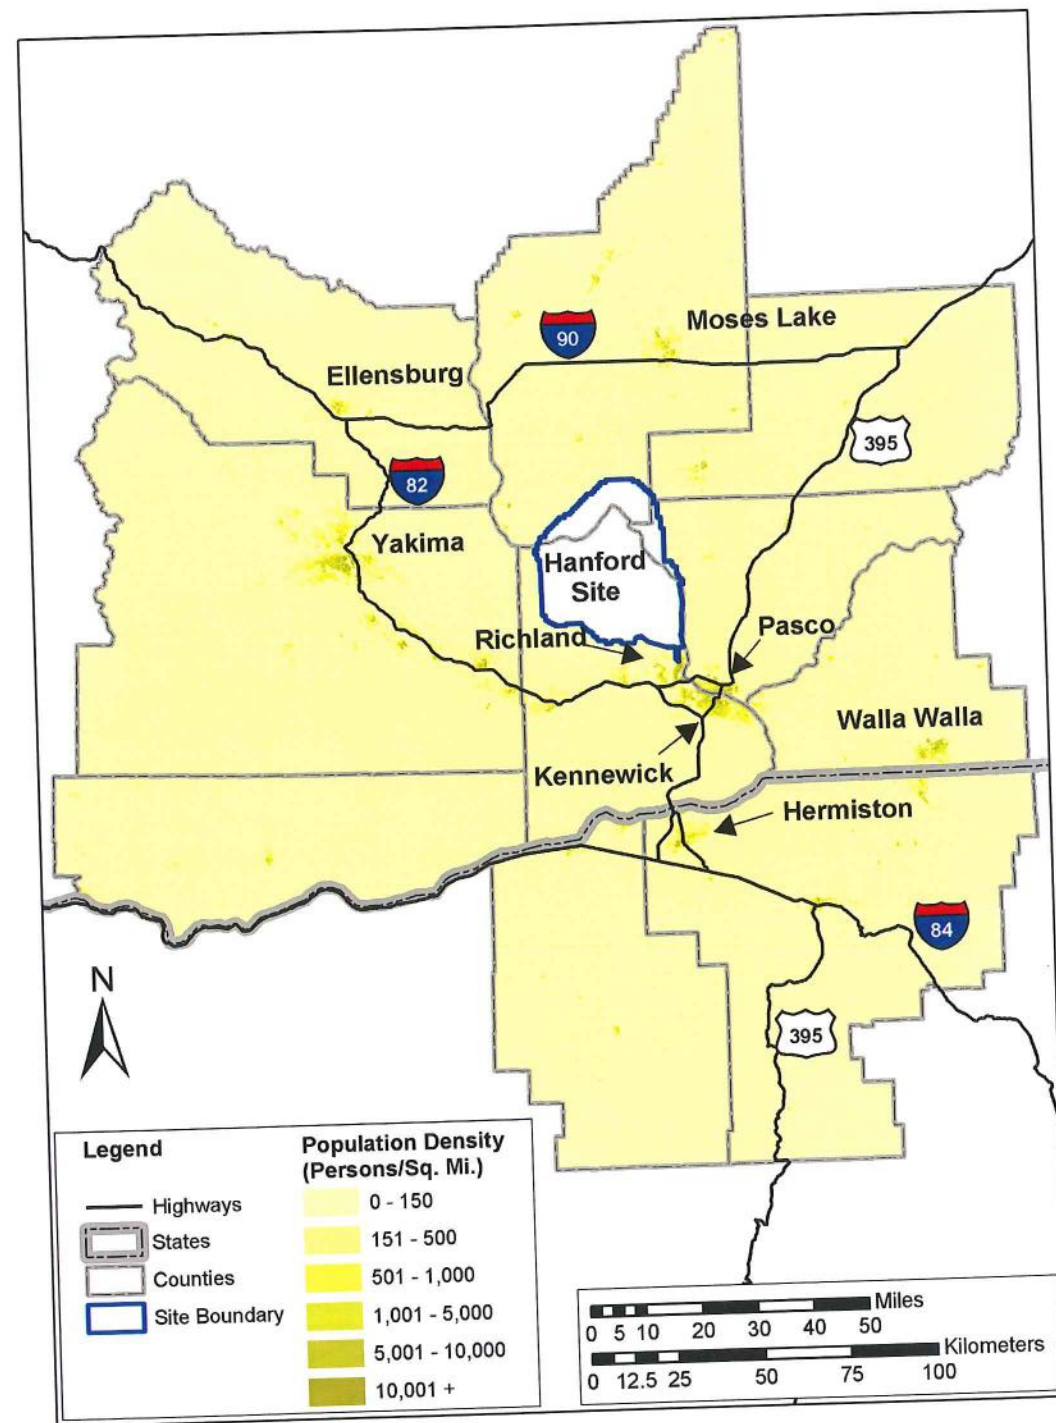 90
Moses Lake
Ellensburg
395
82
Yakima
Hanford
Site
Richland
Pasco
Walla Walla
Kennewick
Hermiston
84
N
395
Legend
Highways
States
Counties
Site Boundary
Population Density
(Persons/Sq. Mi.)
0 - 150
151 - 500
501 - 1,000
1,001 - 5,000
5,001 - 10,000
10,001 +
Miles
0 5 10 20 30 40 50
Kilometers
0 12.5 25 50 75 100